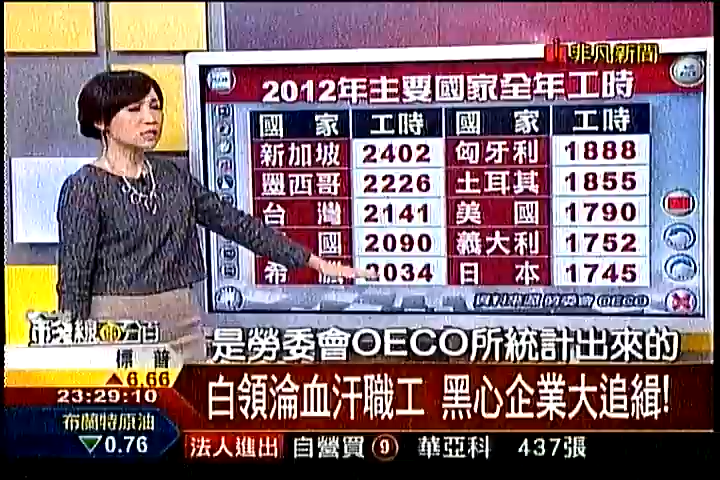 非凡新聞
2012年主要國家全年工時
國 家 工時 國 家 工時
新加坡 2402 匈牙利 1888
墨西哥 2226 土耳其 1855
台 灣 2141 美 國 1790
國 2090 義大利 1752
希 2034 日 本 1745
OECD
是勞委會OECO所統計出來的
標普
▲6.66
23:29:10
白領淪血汗職工 黑心企業大追緝!
布蘭特原油
▽0.76
法人進出 自營買 9 華亞科 437張